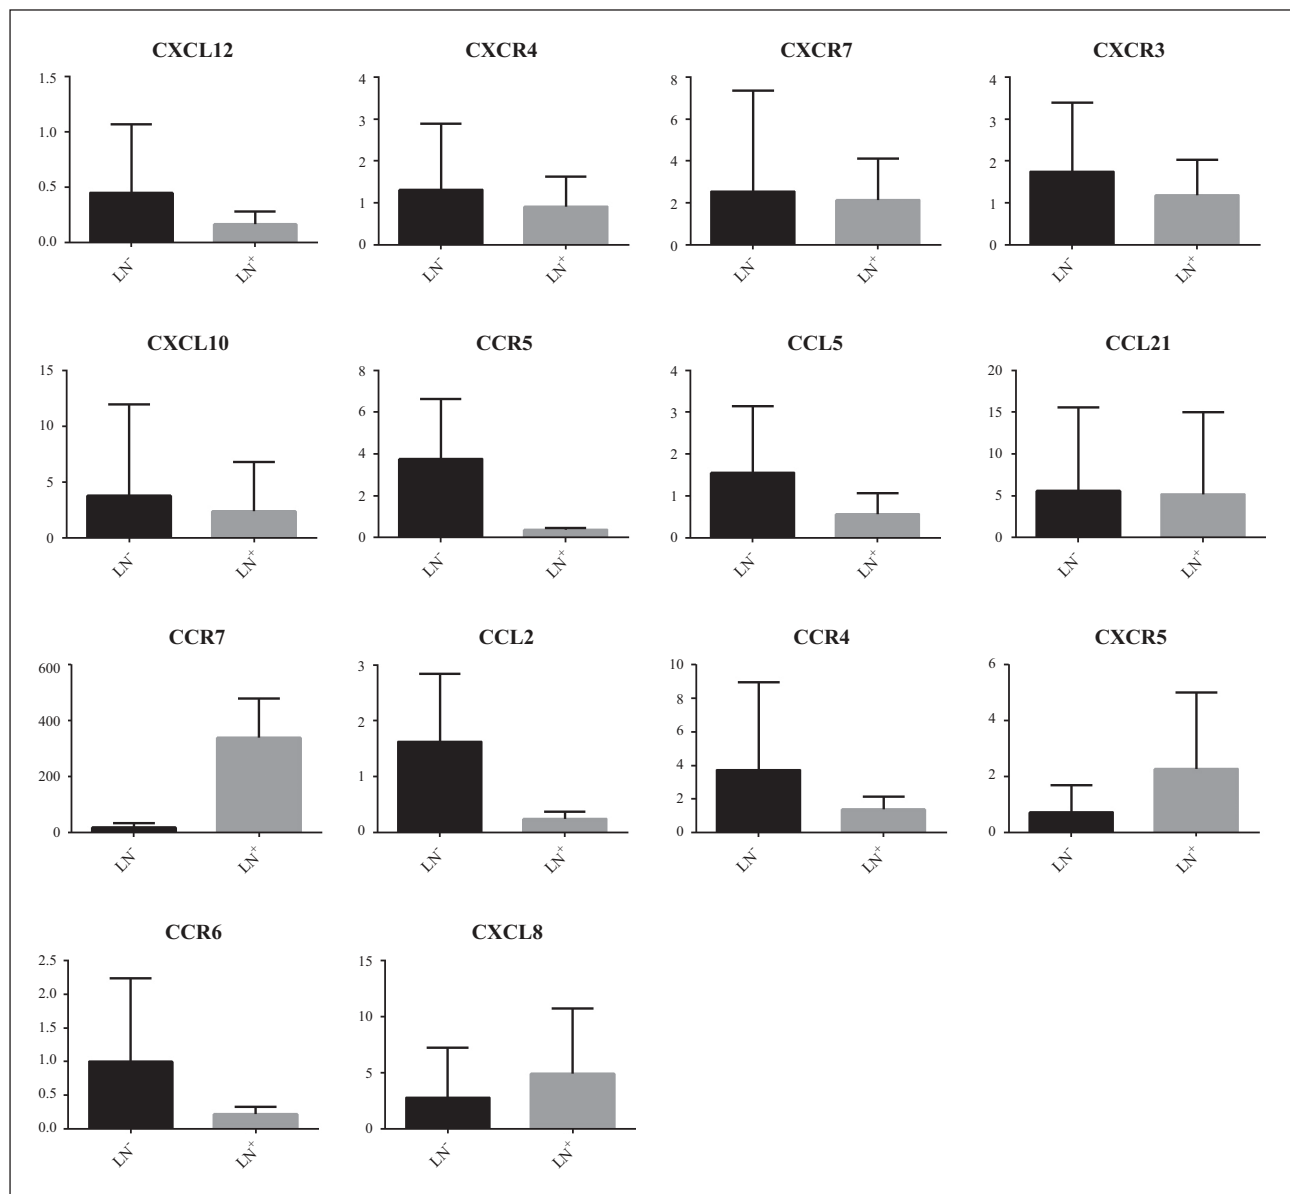 CXCL12
CXCR4
CXCR7
CXCR3
1.5
1.0
0.5
0.0
LN⁻
LN⁺
4
3
2
1
0
LN⁻
LN⁺
8
6
4
2
0
LN⁻
LN⁺
4
3
2
1
0
LN⁻
LN⁺
CXCL10
CCR5
CCL5
CCL21
15
10
5
0
LN⁻
LN⁺
8
6
4
2
0
LN⁻
LN⁺
4
3
2
1
0
LN⁻
LN⁺
20
15
10
5
0
LN⁻
LN⁺
CCR7
CCL2
CCR4
CXCR5
600
400
200
0
LN⁻
LN⁺
3
2
1
0
LN⁻
LN⁺
10
8
6
4
2
0
LN⁻
LN⁺
6
4
2
0
LN⁻
LN⁺
CCR6
CXCL8
2.5
2.0
1.5
1.0
0.5
0.0
LN⁻
LN⁺
15
10
5
0
LN⁻
LN⁺